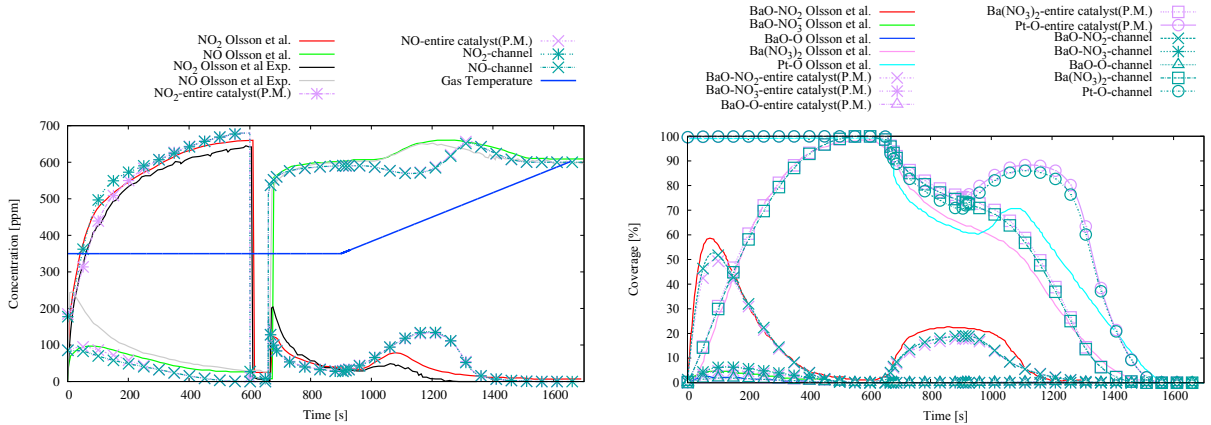 NO2 Olsson et al.
NO Olsson et al.
NO2 Olsson et al Exp.
NO Olsson et al Exp.
NO2-entire catalyst(P.M.)
NO-entire catalyst(P.M.)
NO2-channel
NO-channel
Gas Temperature
700
600
500
400
300
200
100
0
0 200 400 600 800 1000 1200 1400 1600
Concentration [ppm]
Time [s]
BaO-NO2 Olsson et al.
BaO-NO3 Olsson et al.
BaO-O Olsson et al.
Ba(NO3)2 Olsson et al.
Pt-O Olsson et al.
BaO-NO2-entire catalyst(P.M.)
BaO-NO3-entire catalyst(P.M.)
BaO-O-entire catalyst(P.M.)
Ba(NO3)2-entire catalyst(P.M.)
Pt-O-entire catalyst(P.M.)
BaO-NO2-channel
BaO-NO3-channel
BaO-O-channel
Ba(NO3)2-channel
Pt-O-channel
100
90
80
70
60
50
40
30
20
10
0
0 200 400 600 800 1000 1200 1400 1600
Coverage [%]
Time [s]